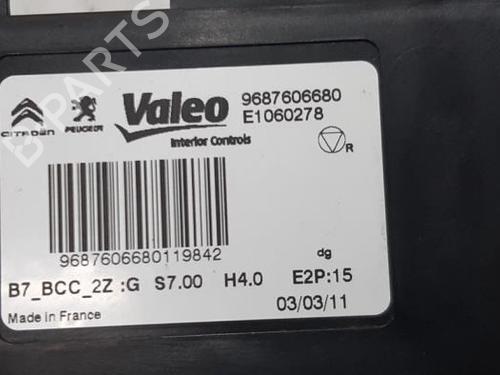 B PARTS
CITROËN
PEUGEOT
Valeo
Interior Controls
9687606680
E1060278
R
9687606680119842
dg
B7_BCC_2Z :G S7.00 H4.0 E2P:15
03/03/11
Made in France